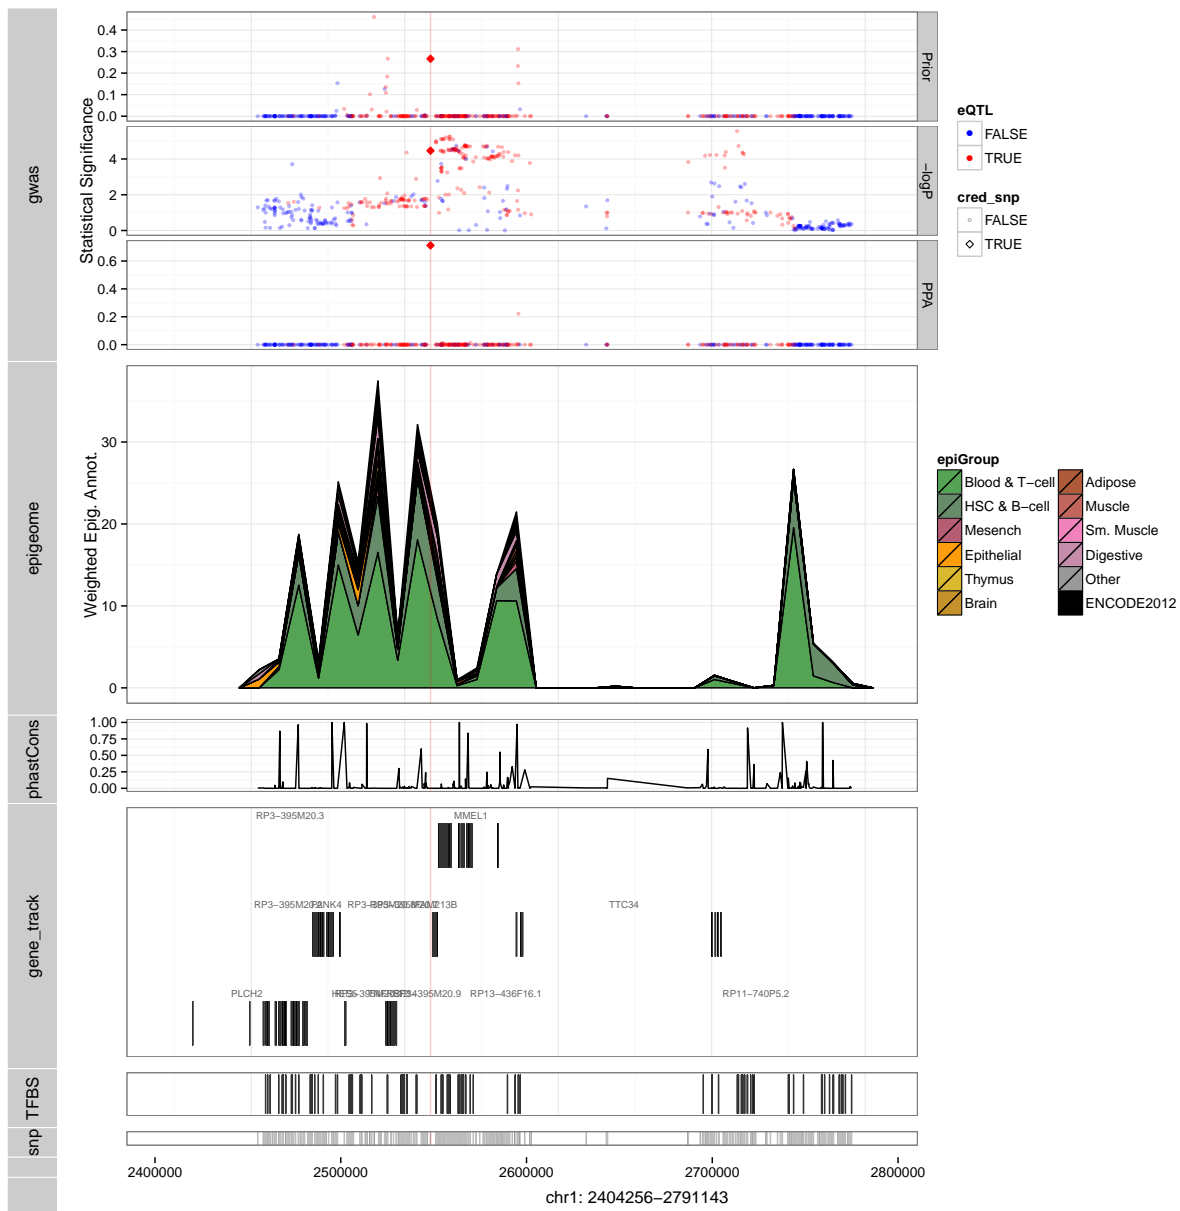 gwas
Statistical Significance
0.4
0.3
0.2
0.1
0.0
Prior
4
2
0
−logP
0.6
0.4
0.2
0.0
PPA
eQTL
FALSE
TRUE
cred_snp
FALSE
TRUE
epigeome
Weighted Epig. Annot.
30
20
10
0
epiGroup
Blood & T−cell
HSC & B−cell
Mesench
Epithelial
Thymus
Brain
Adipose
Muscle
Sm. Muscle
Digestive
Other
ENCODE2012
phastCons
1.00
0.75
0.50
0.25
0.00
gene_track
RP3−395M20.3
MMEL1
TTC34
PLCH2
RP13−436F16.1
RP11−740P5.2
TFBS
snp
2400000
2500000
2600000
2700000
2800000
chr1: 2404256−2791143